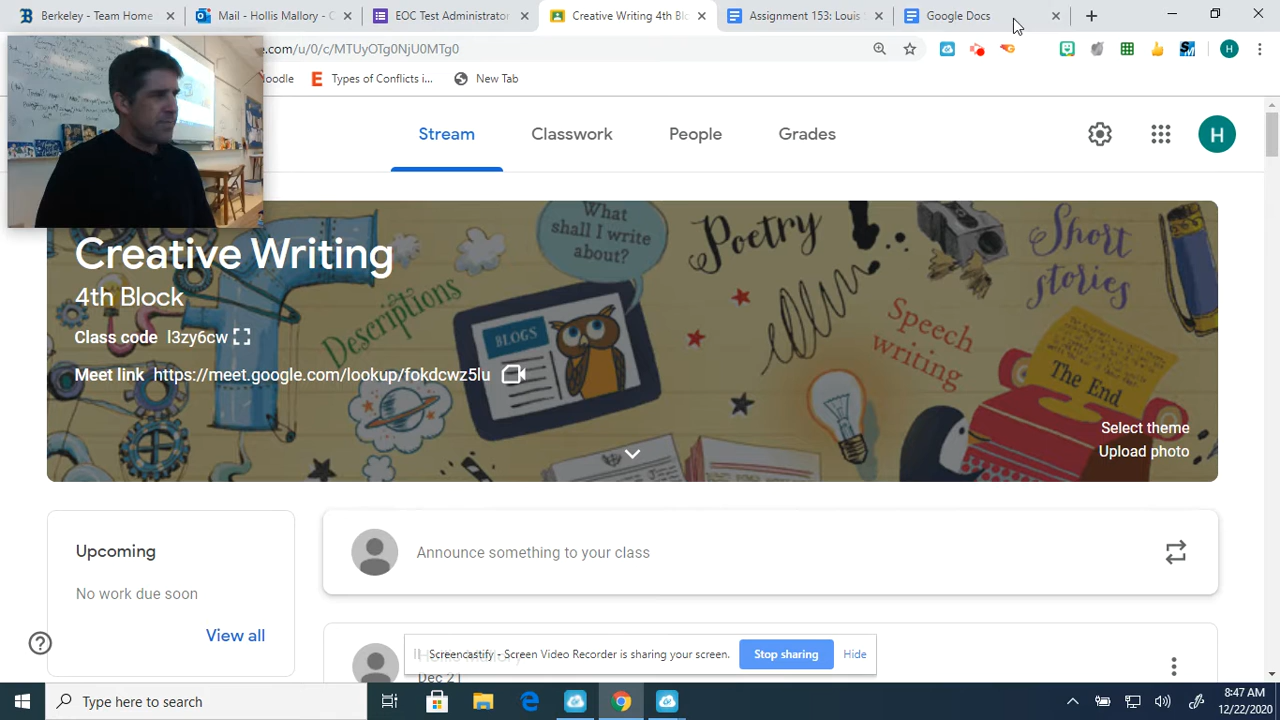 Berkeley - Team Home
Mail - Hollis Mallory - C
EOC Test Administrator
Creative Writing 4th Blo
Assignment 153: Louis
Google Docs
e.com/u/0/c/MTUyOTg0NjU0MTg0
oodle
Types of Conflicts i...
New Tab
Stream
Classwork
People
Grades
H
Creative Writing
4th Block
Class code l3zy6cw
Meet link https://meet.google.com/lookup/fokdcwz5lu
What
shall I write
about?
Descriptions
BLOGS
Poetry
Speech
writing
Short
stories
The End
Select theme
Upload photo
Upcoming
No work due soon
View all
Announce something to your class
Dec 21
Screencastify - Screen Video Recorder is sharing your screen.
Stop sharing
Hide
Type here to search
8:47 AM
12/22/2020